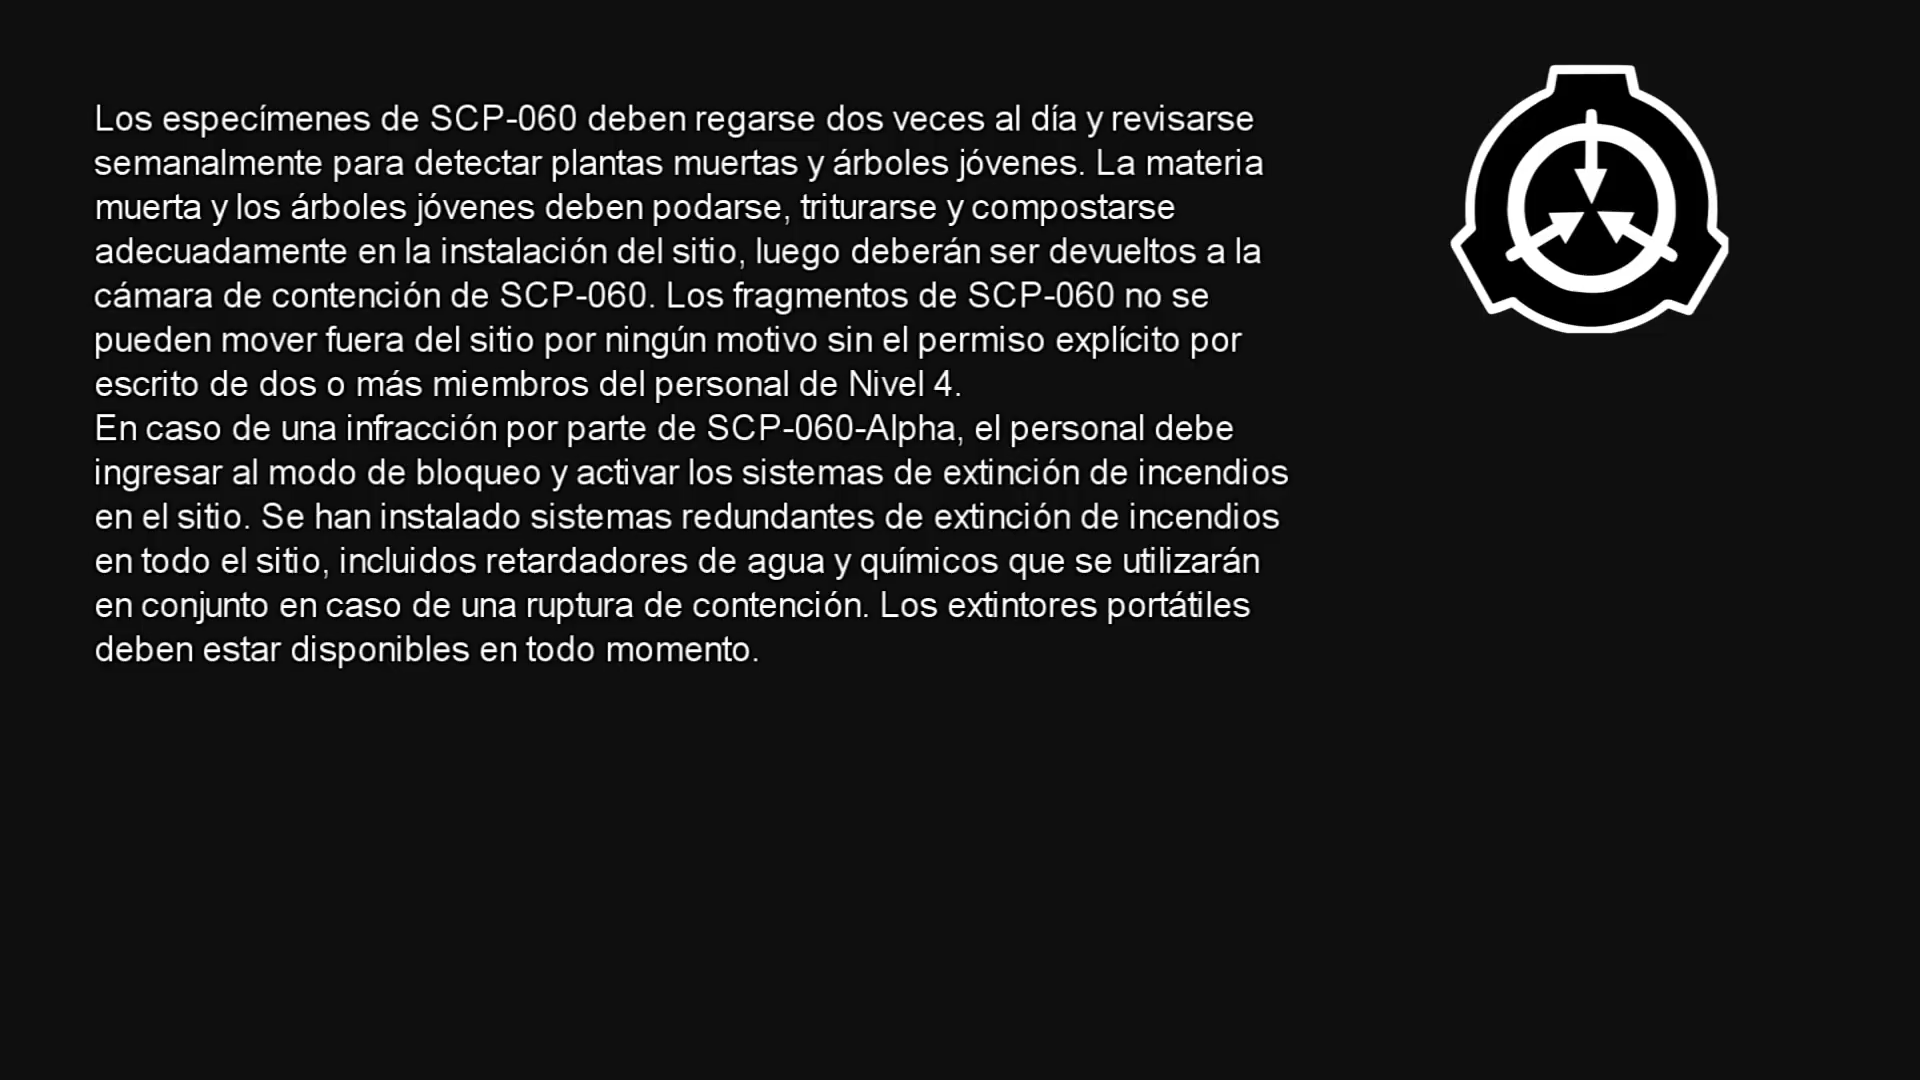 Los especímenes de SCP-060 deben regarse dos veces al día y revisarse
semanalmente para detectar plantas muertas y árboles jóvenes. La materia
muerta y los árboles jóvenes deben podarse, triturarse y compostarse
adecuadamente en la instalación del sitio, luego deberán ser devueltos a la
cámara de contención de SCP-060. Los fragmentos de SCP-060 no se
pueden mover fuera del sitio por ningún motivo sin el permiso explícito por
escrito de dos o más miembros del personal de Nivel 4.
En caso de una infracción por parte de SCP-060-Alpha, el personal debe
ingresar al modo de bloqueo y activar los sistemas de extinción de incendios
en el sitio. Se han instalado sistemas redundantes de extinción de incendios
en todo el sitio, incluidos retardadores de agua y químicos que se utilizarán
en conjunto en caso de una ruptura de contención. Los extintores portátiles
deben estar disponibles en todo momento.